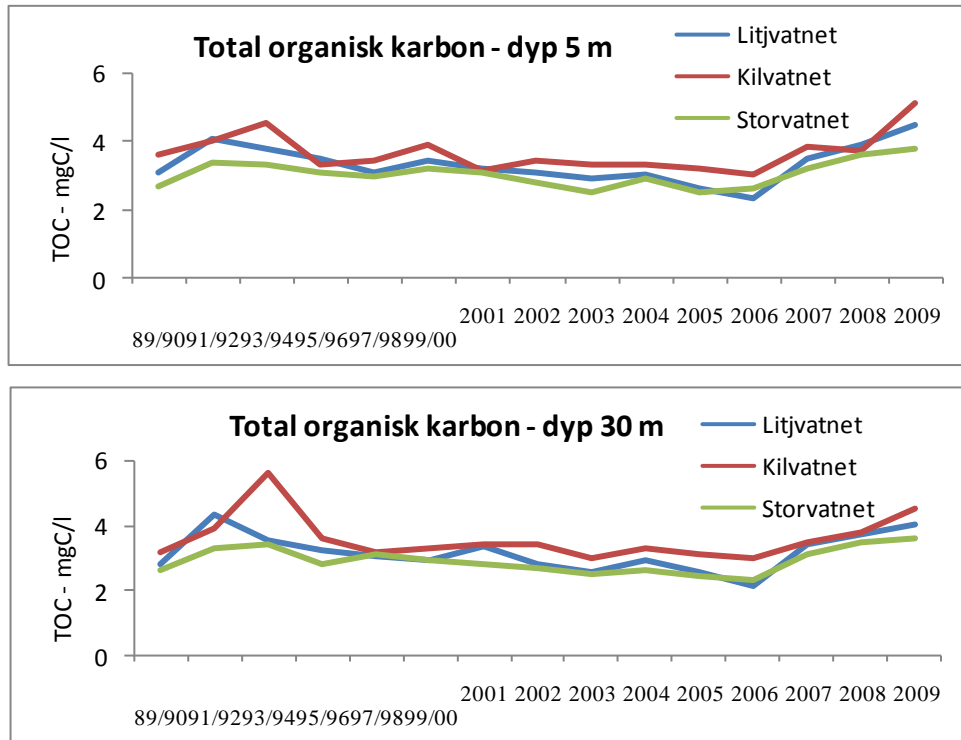 Total organisk karbon - dyp 5 m
Litjvatnet
Kilvatnet
Storvatnet
TOC - mgC/l
6
4
2
0
2001 2002 2003 2004 2005 2006 2007 2008 2009
89/9091/9293/9495/9697/9899/00
Total organisk karbon - dyp 30 m
Litjvatnet
Kilvatnet
Storvatnet
TOC - mgC/l
6
4
2
0
2001 2002 2003 2004 2005 2006 2007 2008 2009
89/9091/9293/9495/9697/9899/00